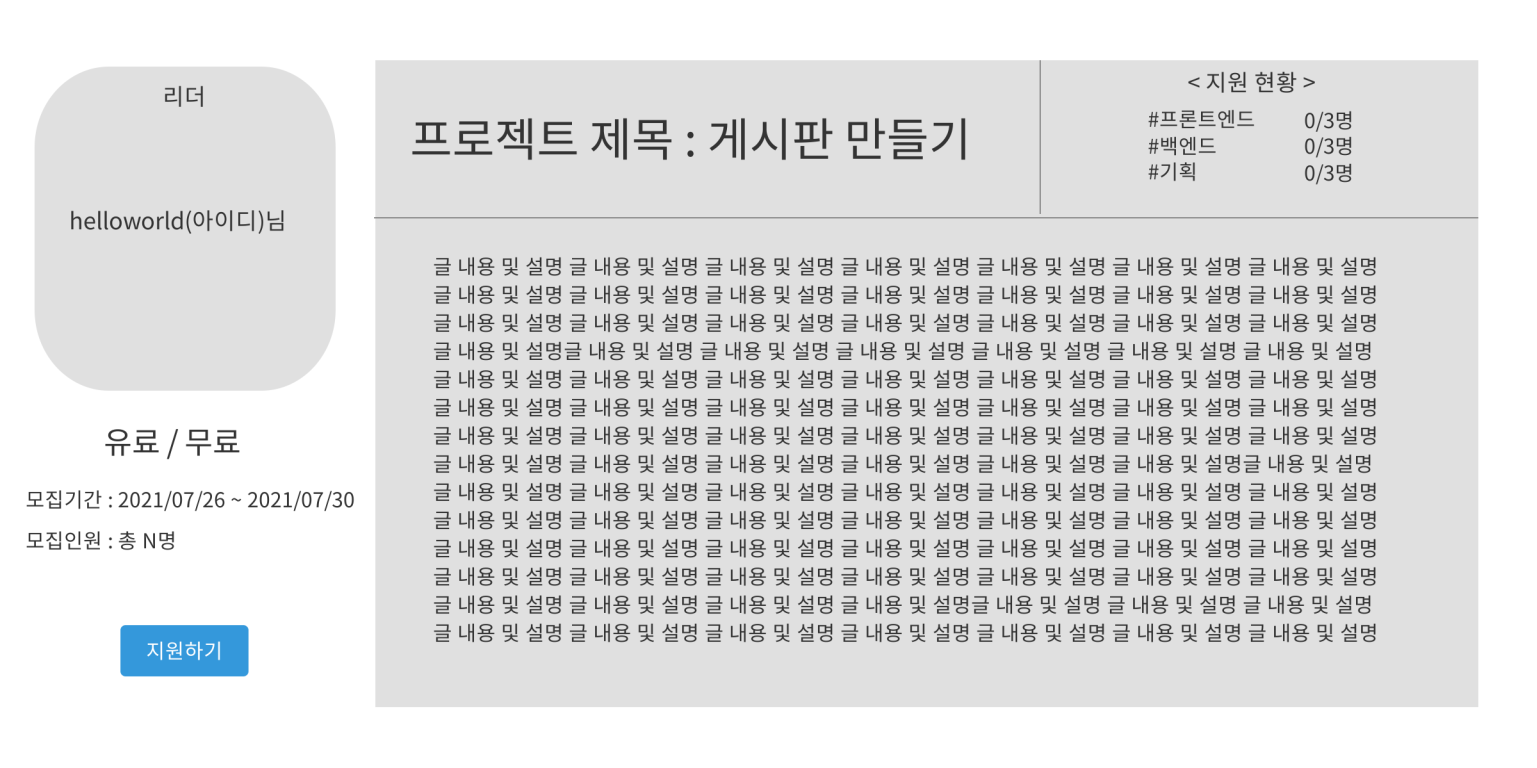 리더
helloworld(아이디)님
유료 / 무료
모집기간 : 2021/07/26 ~ 2021/07/30
모집인원 : 총 N명
지원하기
프로젝트 제목 : 게시판 만들기
< 지원 현황 >
#프론트엔드 0/3명
#백엔드 0/3명
#기획 0/3명
글 내용 및 설명 글 내용 및 설명 글 내용 및 설명 글 내용 및 설명 글 내용 및 설명 글 내용 및 설명 글 내용 및 설명
글 내용 및 설명 글 내용 및 설명 글 내용 및 설명 글 내용 및 설명 글 내용 및 설명 글 내용 및 설명 글 내용 및 설명
글 내용 및 설명 글 내용 및 설명 글 내용 및 설명 글 내용 및 설명 글 내용 및 설명 글 내용 및 설명 글 내용 및 설명
글 내용 및 설명글 내용 및 설명 글 내용 및 설명 글 내용 및 설명 글 내용 및 설명 글 내용 및 설명 글 내용 및 설명
글 내용 및 설명 글 내용 및 설명 글 내용 및 설명 글 내용 및 설명 글 내용 및 설명 글 내용 및 설명 글 내용 및 설명
글 내용 및 설명 글 내용 및 설명 글 내용 및 설명 글 내용 및 설명 글 내용 및 설명 글 내용 및 설명 글 내용 및 설명
글 내용 및 설명 글 내용 및 설명 글 내용 및 설명 글 내용 및 설명 글 내용 및 설명 글 내용 및 설명 글 내용 및 설명
글 내용 및 설명 글 내용 및 설명 글 내용 및 설명 글 내용 및 설명 글 내용 및 설명 글 내용 및 설명글 내용 및 설명
글 내용 및 설명 글 내용 및 설명 글 내용 및 설명 글 내용 및 설명 글 내용 및 설명 글 내용 및 설명 글 내용 및 설명
글 내용 및 설명 글 내용 및 설명 글 내용 및 설명 글 내용 및 설명 글 내용 및 설명 글 내용 및 설명 글 내용 및 설명
글 내용 및 설명 글 내용 및 설명 글 내용 및 설명 글 내용 및 설명 글 내용 및 설명 글 내용 및 설명 글 내용 및 설명
글 내용 및 설명 글 내용 및 설명 글 내용 및 설명 글 내용 및 설명 글 내용 및 설명 글 내용 및 설명 글 내용 및 설명
글 내용 및 설명 글 내용 및 설명 글 내용 및 설명 글 내용 및 설명글 내용 및 설명 글 내용 및 설명 글 내용 및 설명
글 내용 및 설명 글 내용 및 설명 글 내용 및 설명 글 내용 및 설명 글 내용 및 설명 글 내용 및 설명 글 내용 및 설명